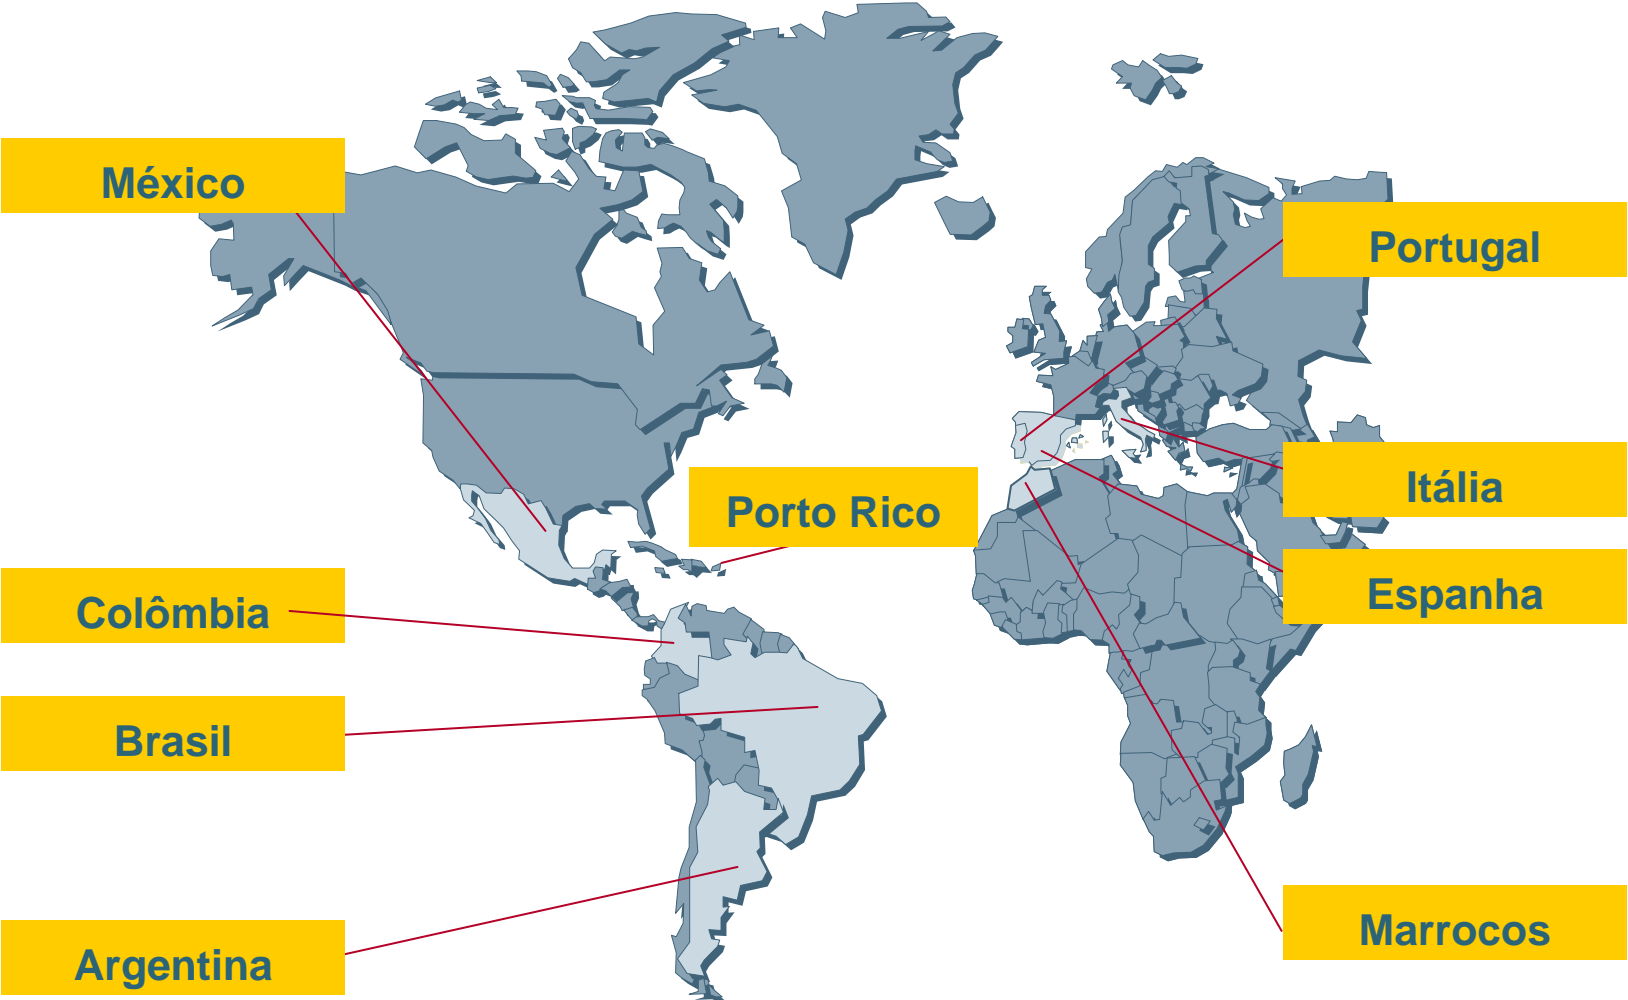 México
Portugal
Itália
Porto Rico
Espanha
Colômbia
Brasil
Marrocos
Argentina